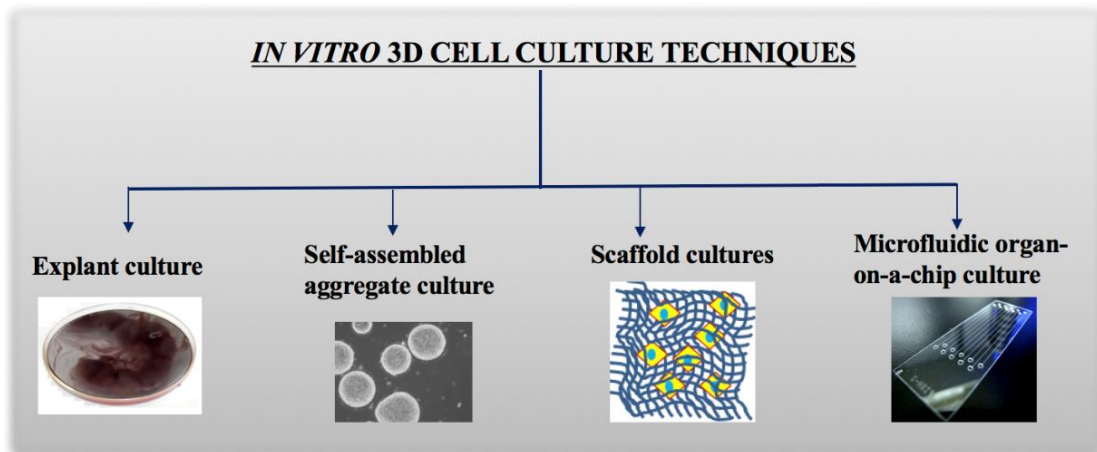 IN VITRO 3D CELL CULTURE TECHNIQUES
Explant culture
Self-assembled
aggregate culture
Scaffold cultures
Microfluidic organ-
on-a-chip culture